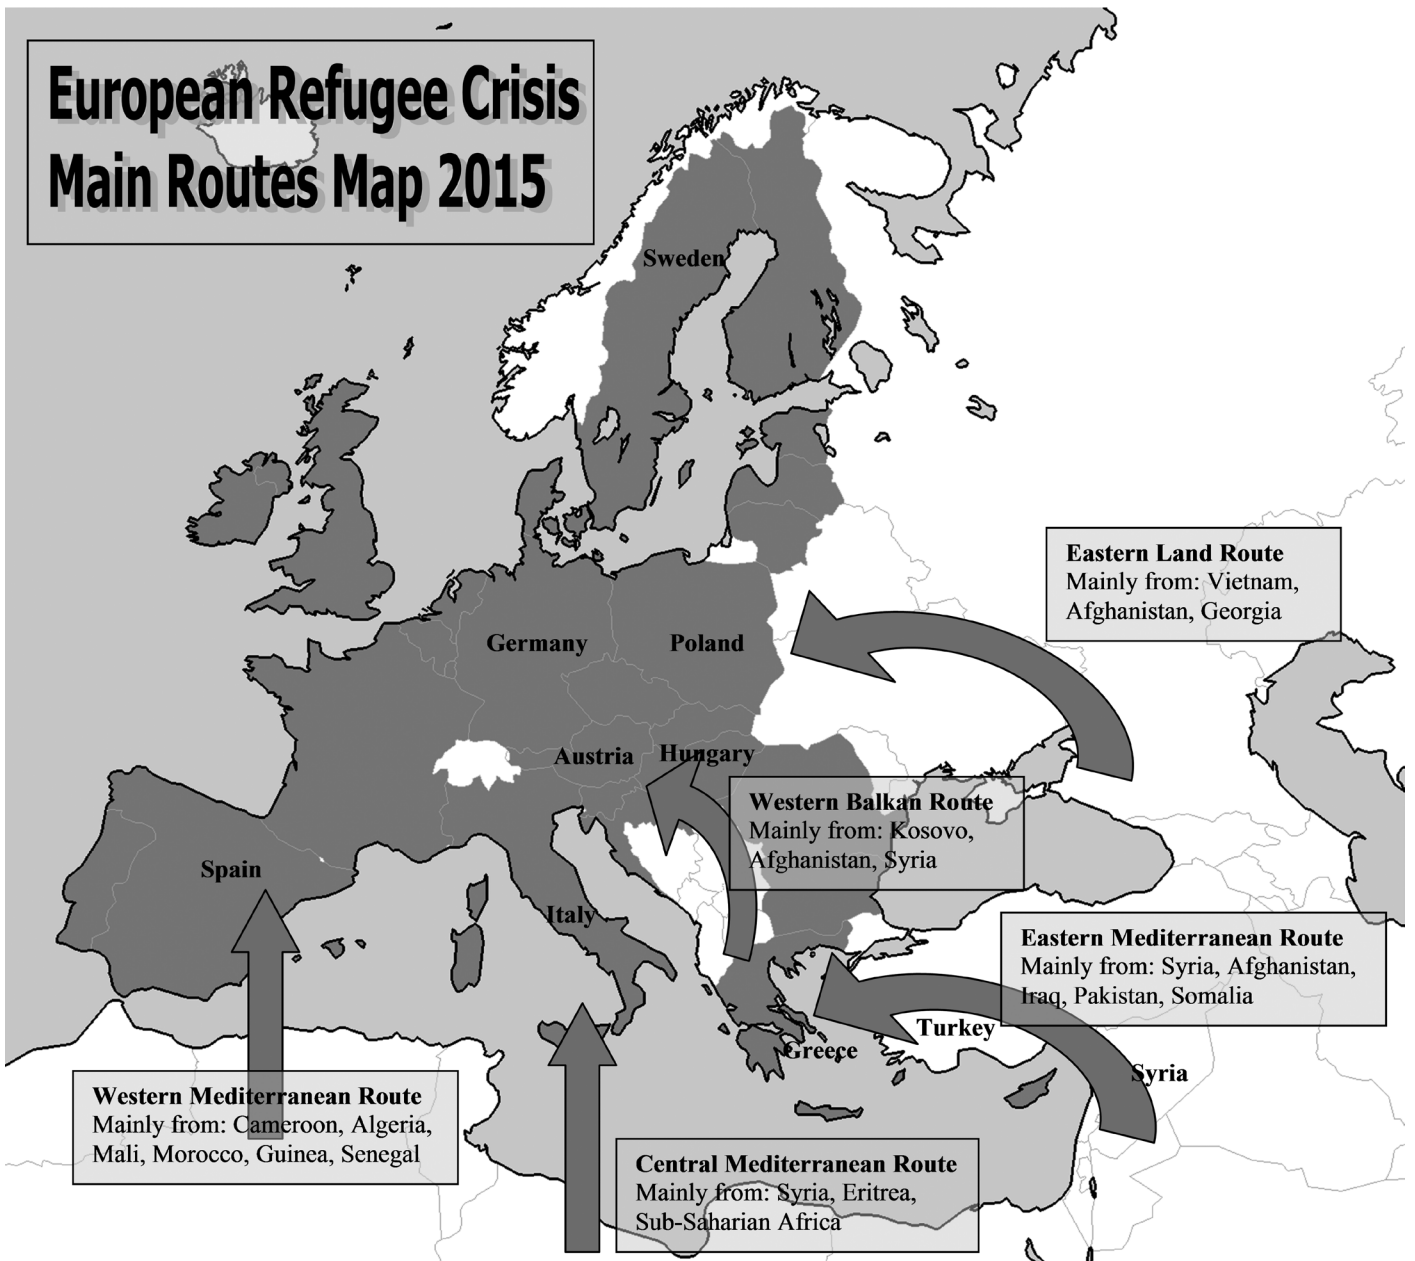 European Refugee Crisis
Main Routes Map 2015
Sweden
Eastern Land Route
Mainly from: Vietnam,
Afghanistan, Georgia
Germany
Poland
Austria
Hungary
Western Balkan Route
Mainly from: Kosovo,
Afghanistan, Syria
Spain
Italy
Eastern Mediterranean Route
Mainly from: Syria, Afghanistan,
Iraq, Pakistan, Somalia
Turkey
Greece
Syria
Western Mediterranean Route
Mainly from: Cameroon, Algeria,
Mali, Morocco, Guinea, Senegal
Central Mediterranean Route
Mainly from: Syria, Eritrea,
Sub-Saharian Africa